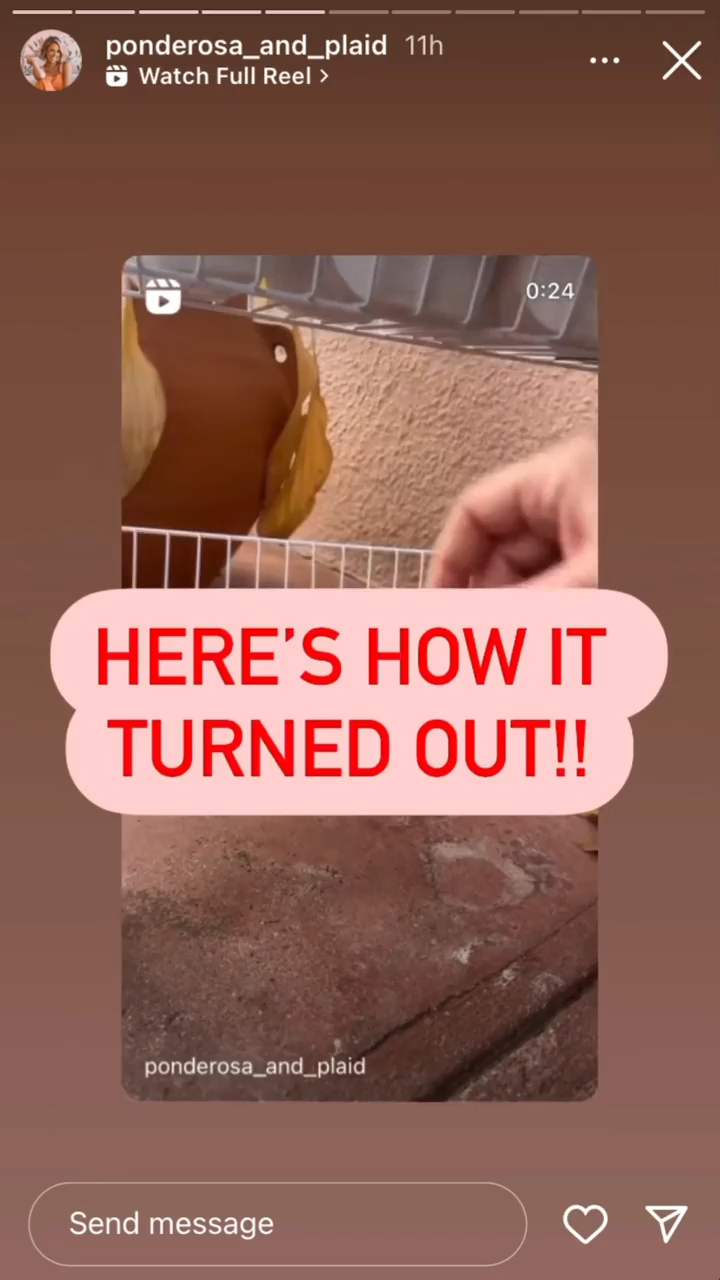 ponderosa_and_plaid 11h
Watch Full Reel >
0:24
HERE'S HOW IT
TURNED OUT!!
ponderosa_and_plaid
Send message